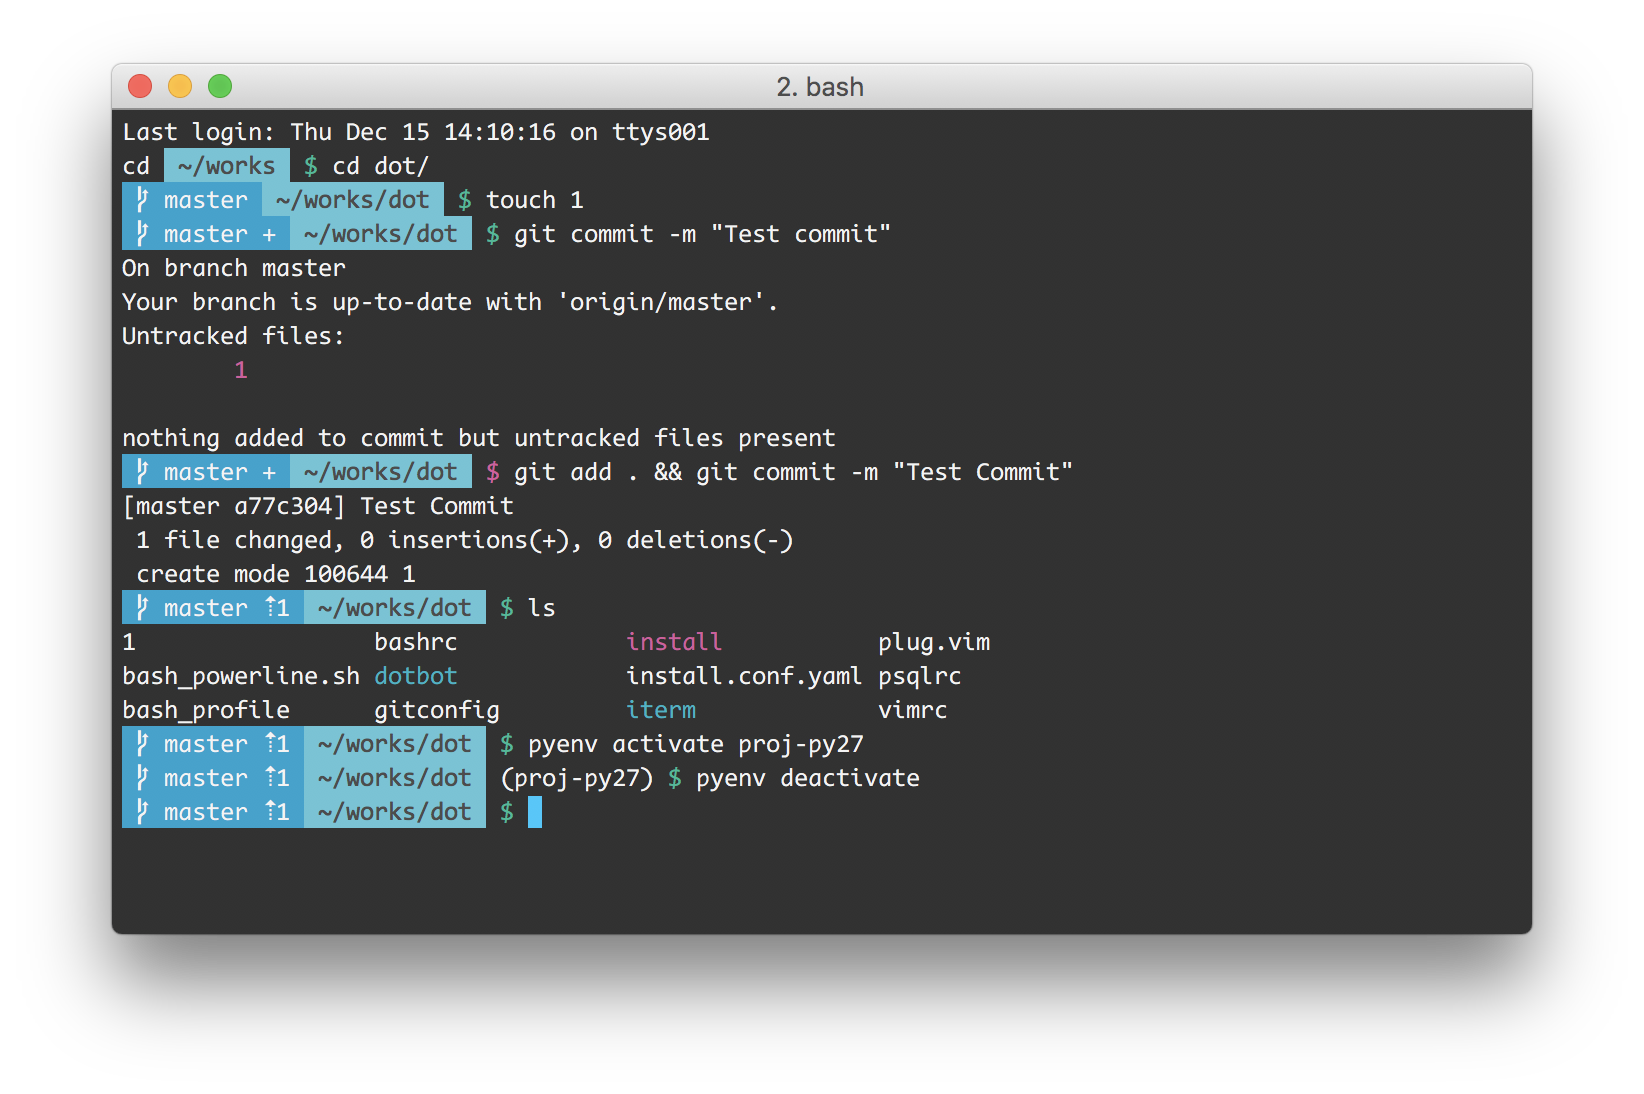 2. bash
Last login: Thu Dec 15 14:10:16 on ttys001
cd ~/works $ cd dot/
master ~/works/dot $ touch 1
master + ~/works/dot $ git commit -m "Test commit"
On branch master
Your branch is up-to-date with 'origin/master'.
Untracked files:
1
nothing added to commit but untracked files present
master + ~/works/dot $ git add . && git commit -m "Test Commit"
[master a77c304] Test Commit
1 file changed, 0 insertions(+), 0 deletions(-)
create mode 100644 1
master ⇡1 ~/works/dot $ ls
1 bashrc install plug.vim
bash_powerline.sh dotbot install.conf.yaml psqlrc
bash_profile gitconfig iterm vimrc
master ⇡1 ~/works/dot $ pyenv activate proj-py27
master ⇡1 ~/works/dot (proj-py27) $ pyenv deactivate
master ⇡1 ~/works/dot $